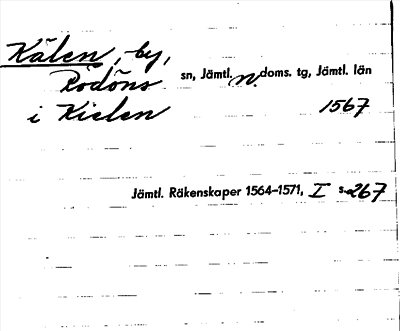 Kälen, by,
Rödöns sn, Jämtl. n. doms. tg, Jämtl. län
i Kielen 1567
Jämtl. Räkenskaper 1564–1571, I s. 267